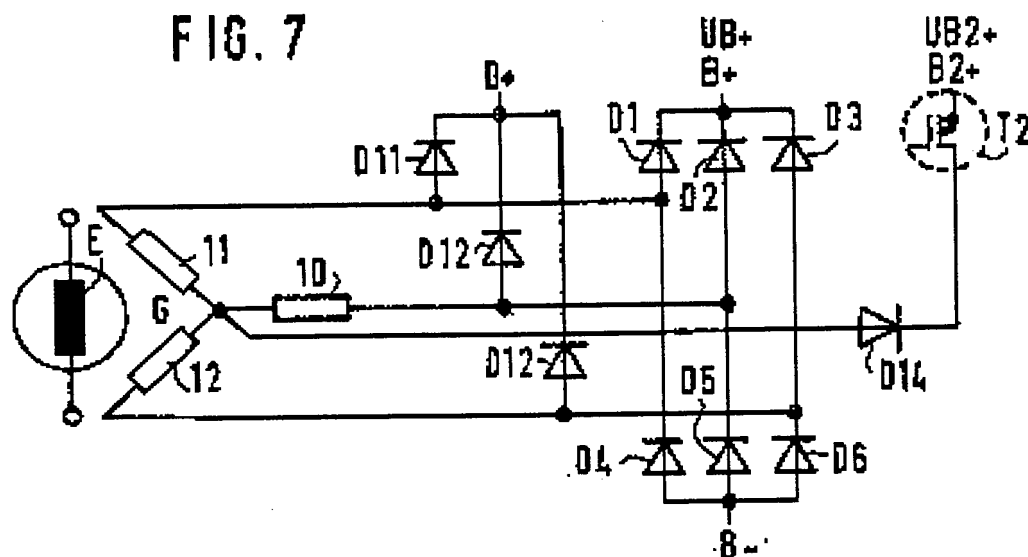 FIG. 7
UB+
B+
UB2+
B2+
D+
D1
D3
T2
D11
D2
E
11
10
D12
G
12
D12
D5
D14
D4
D6
B-